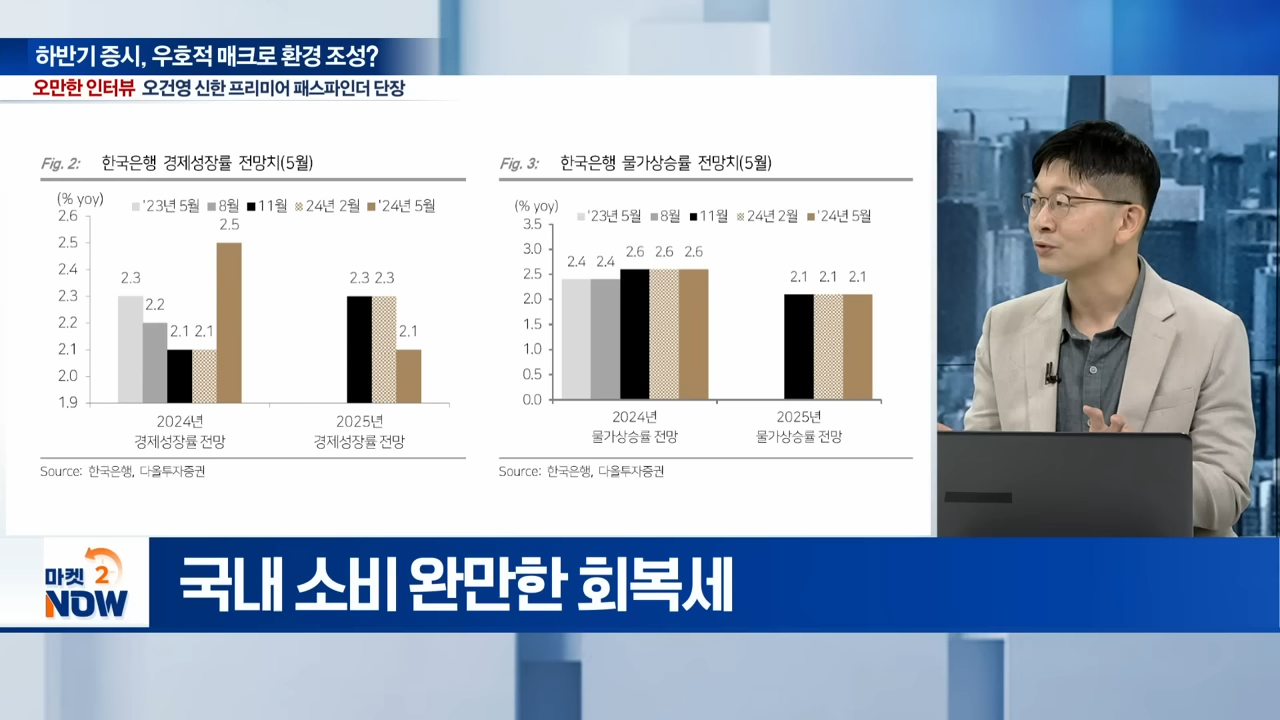 하반기 증시, 우호적 매크로 환경 조성?
오만한 인터뷰 오건영 신한 프리미어 패스파인더 단장
Fig. 2: 한국은행 경제성장률 전망치(5월)
(% yoy)
'23년 5월 8월 11월 24년 2월 '24년 5월
2.6
2.5
2.4
2.3
2.2
2.1
2.0
1.9
2.3
2.2
2.1
2.1
2.5
2.3
2.3
2.1
2024년
경제성장률 전망
2025년
경제성장률 전망
Source: 한국은행, 다올투자증권
Fig. 3: 한국은행 물가상승률 전망치(5월)
(% yoy)
'23년 5월 8월 11월 24년 2월 '24년 5월
3.5
3.0
2.5
2.0
1.5
1.0
0.5
0.0
2.4
2.4
2.6
2.6
2.6
2.1
2.1
2.1
2024년
물가상승률 전망
2025년
물가상승률 전망
Source: 한국은행, 다올투자증권
마켓 2
NOW
국내 소비 완만한 회복세